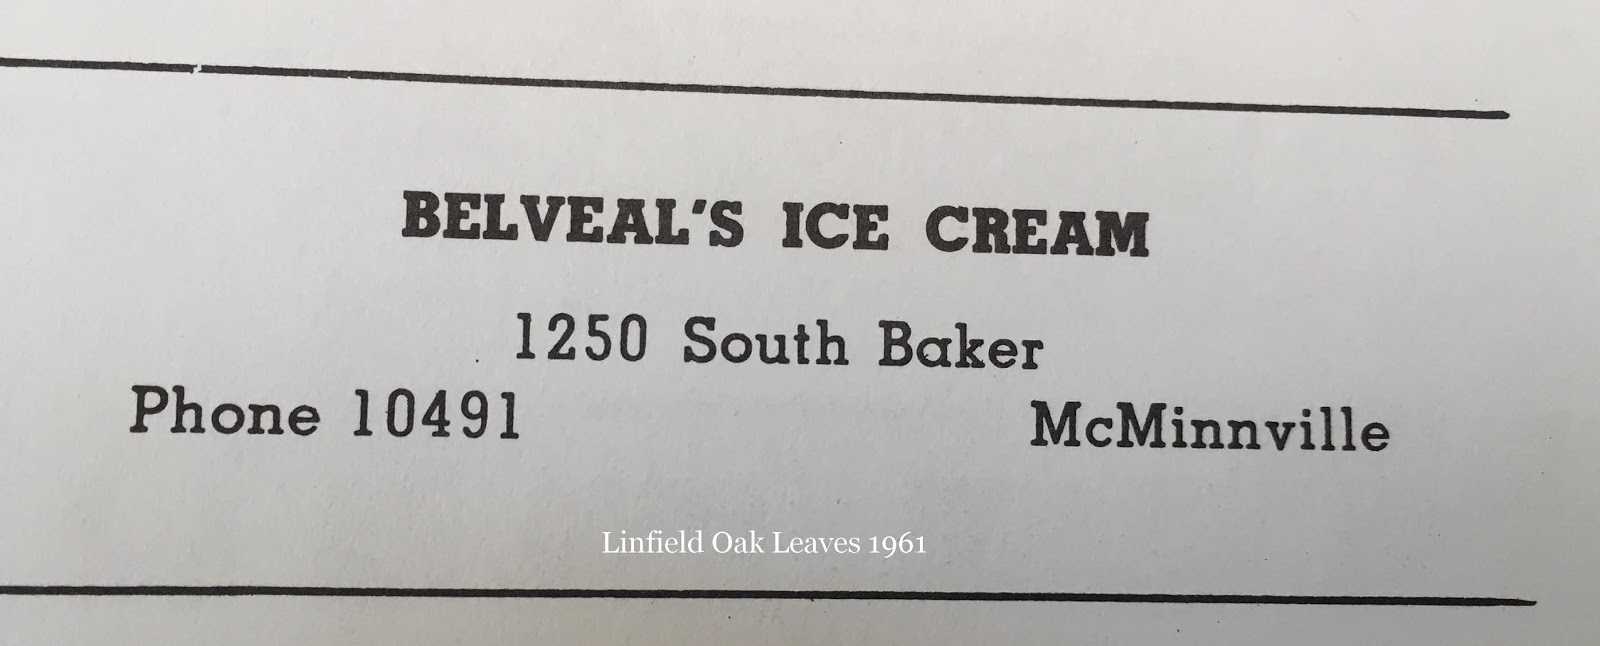 BELVEAL'S ICE CREAM
1250 South Baker
Phone 10491 McMinnville
Linfield Oak Leaves 1961